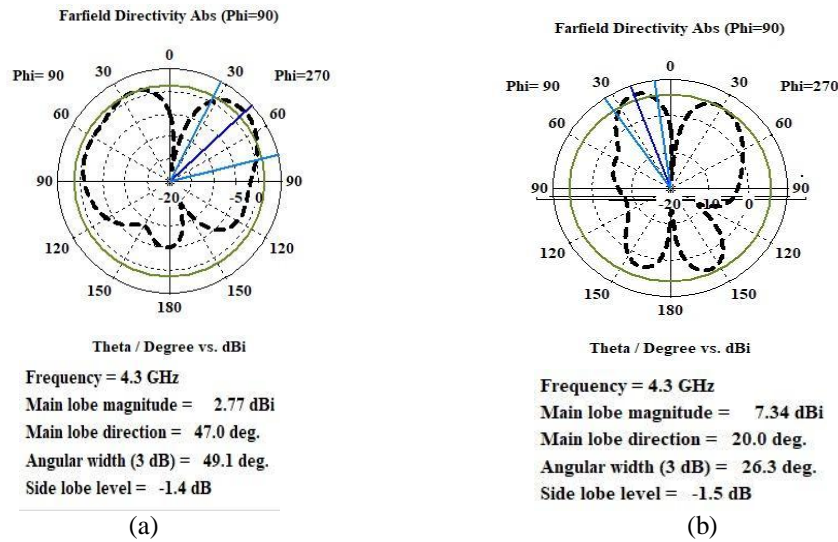 Farfield Directivity Abs (Phi=90)
0
Phi= 90 30 30 Phi=270
60 60
90 -20 -5 0 90
120 120
150 150
180
Theta / Degree vs. dBi
Frequency = 4.3 GHz
Main lobe magnitude = 2.77 dBi
Main lobe direction = 47.0 deg.
Angular width (3 dB) = 49.1 deg.
Side lobe level = -1.4 dB
(a)
Farfield Directivity Abs (Phi=90)
0
Phi= 90 30 30 Phi=270
60 60
90 90
-20 -10 0
120 120
150 150
180
Theta / Degree vs. dBi
Frequency = 4.3 GHz
Main lobe magnitude = 7.34 dBi
Main lobe direction = 20.0 deg.
Angular width (3 dB) = 26.3 deg.
Side lobe level = -1.5 dB
(b)